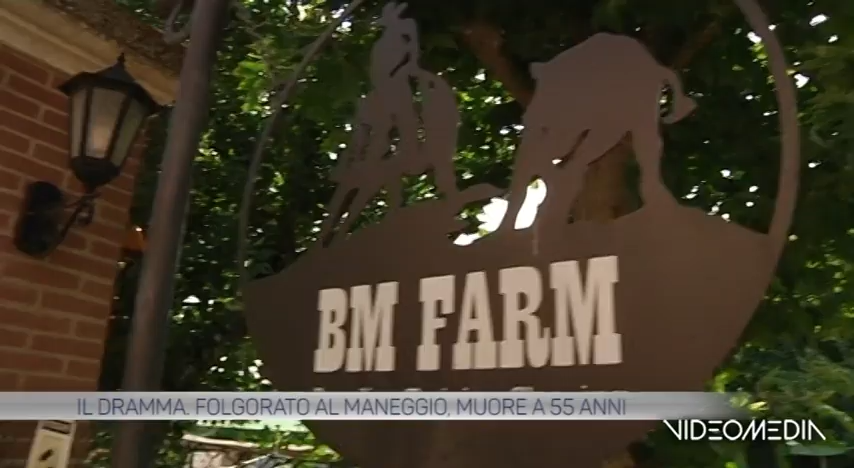 BM FARM
IL DRAMMA. FOLGORATO AL MANEGGIO, MUORE A 55 ANNI
VIDEOMEDIA